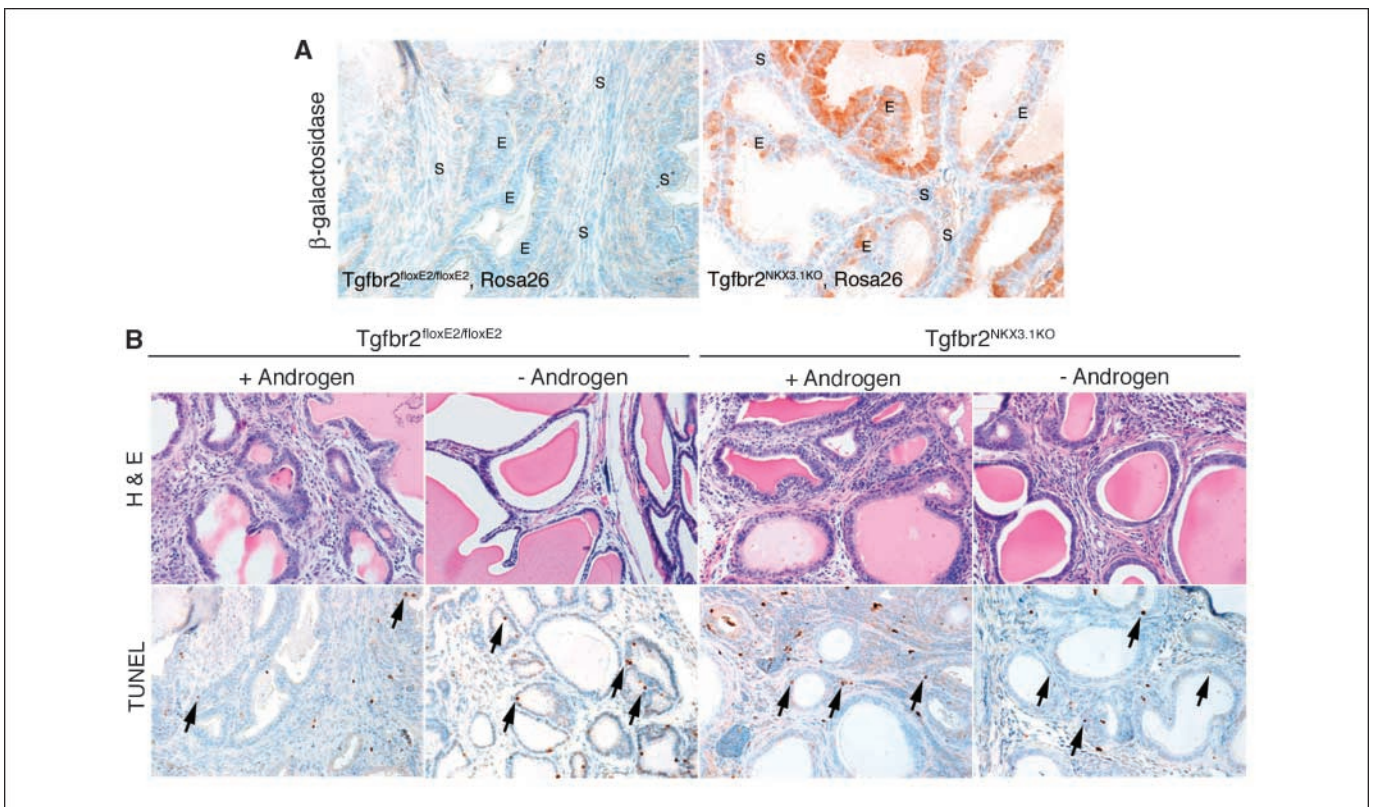 A
β-galactosidase
S
E
S
E
S
S
E
Tgfbr2floxE2/floxE2, Rosa26
S
E
E
E
S
S
E
Tgfbr2NKX3.1KO, Rosa26
B
Tgfbr2floxE2/floxE2
Tgfbr2NKX3.1KO
+ Androgen
- Androgen
+ Androgen
- Androgen
H & E
TUNEL